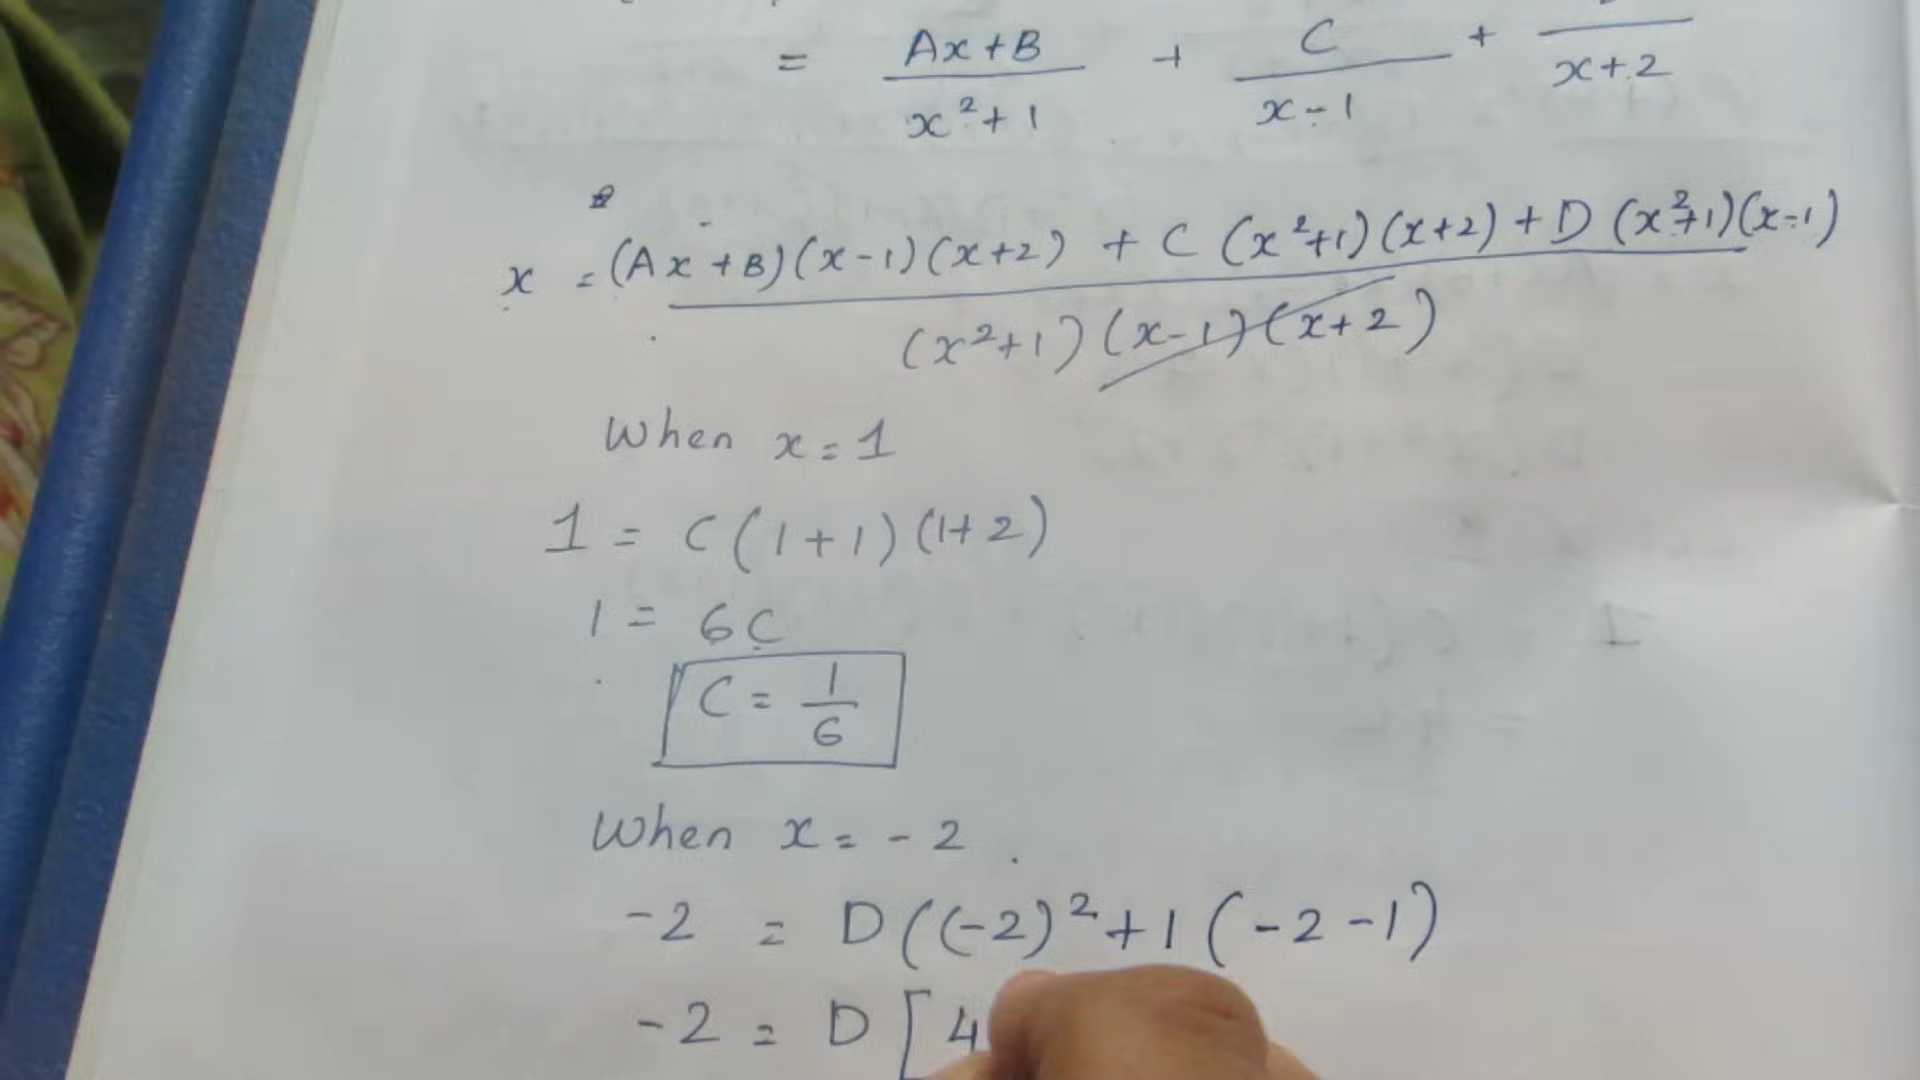 = Ax+B / x²+1 + C / x-1 + / x+2
x = (Ax+B)(x-1)(x+2) + C (x²+1)(x+2) + D (x²+1)(x-1)
(x²+1)(x-1)(x+2)
When x=1
1 = C(1+1)(1+2)
1 = 6C
C = 1/6
When x = -2
-2 = D((-2)²+1(-2-1)
-2 = D[4